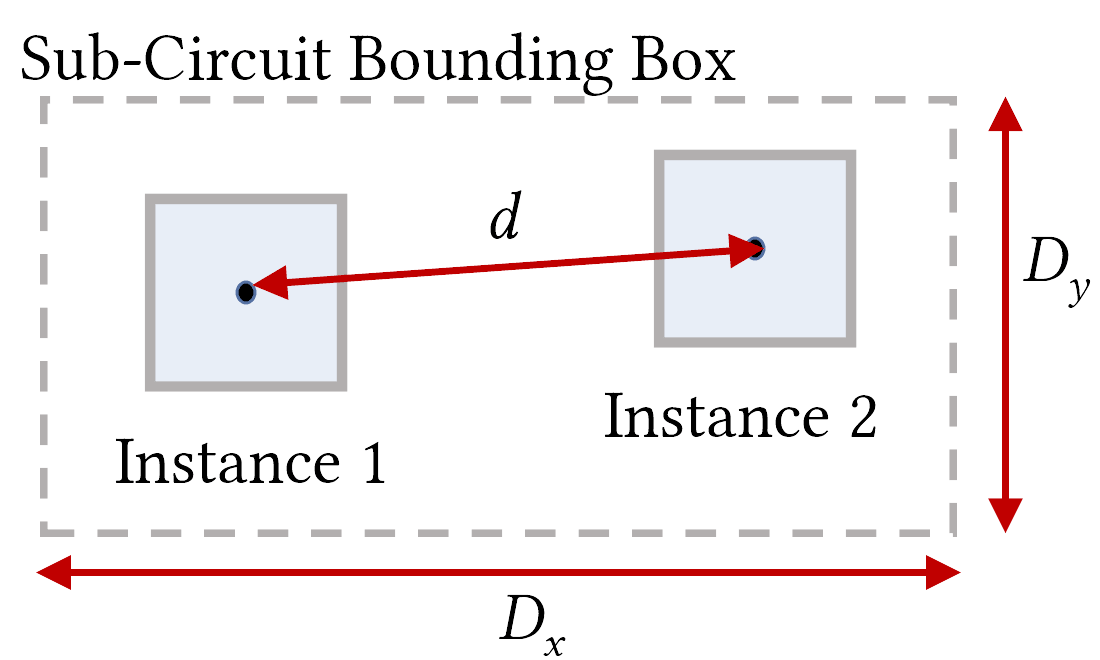 Sub-Circuit Bounding Box
d
D_y
Instance 2
Instance 1
D_x